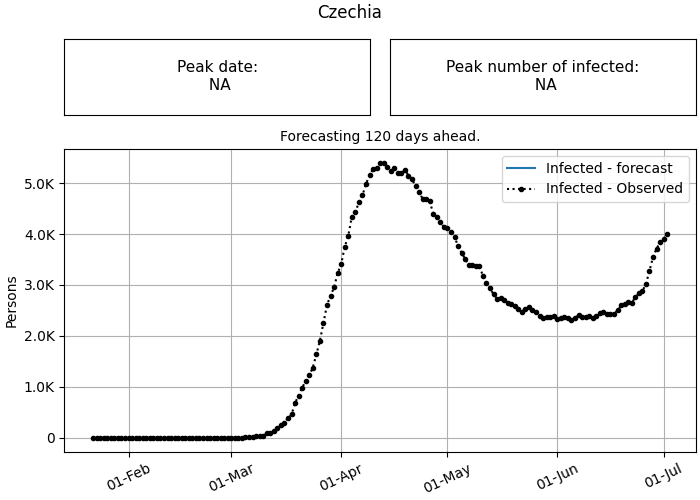 Czechia
Peak date:
NA
Peak number of infected:
NA
Forecasting 120 days ahead.
Infected - forecast
Infected - Observed
5.0K
4.0K
3.0K
2.0K
1.0K
0
Persons
01-Feb
01-Mar
01-Apr
01-May
01-Jun
01-Jul